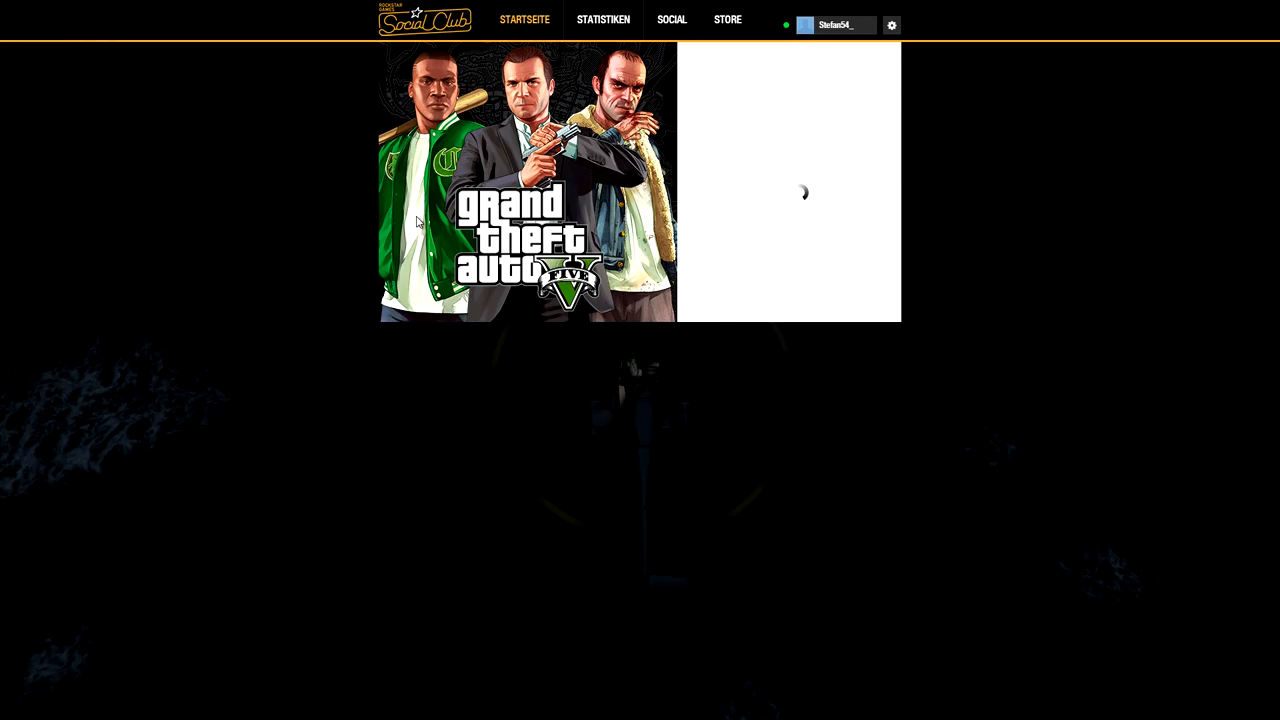 ROCKSTAR
GAMES
Social Club
STARTSEITE
STATISTIKEN
SOCIAL
STORE
Stefan54_
grand
theft
auto
V
FIVE